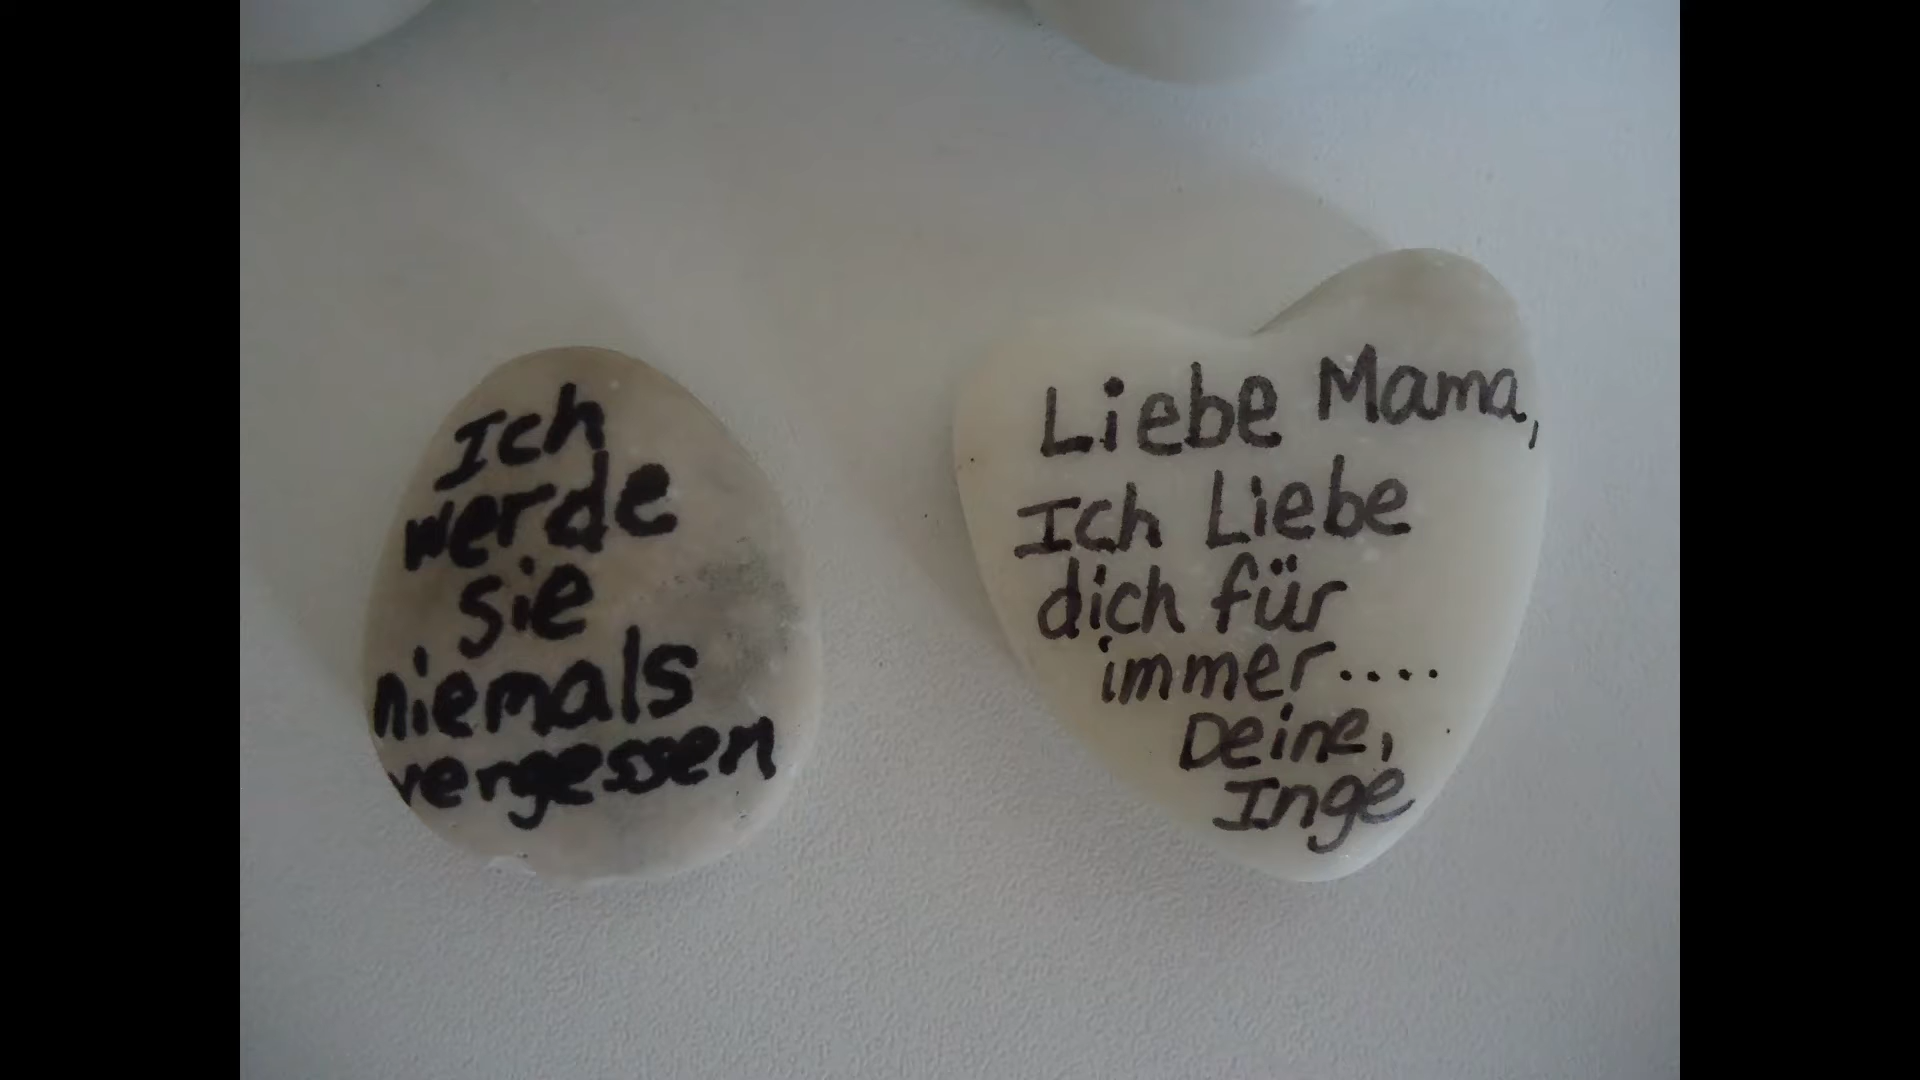 Ich
werde
sie
niemals
vergessen
Liebe Mama,
Ich Liebe
dich für
immer....
Deine,
Inge